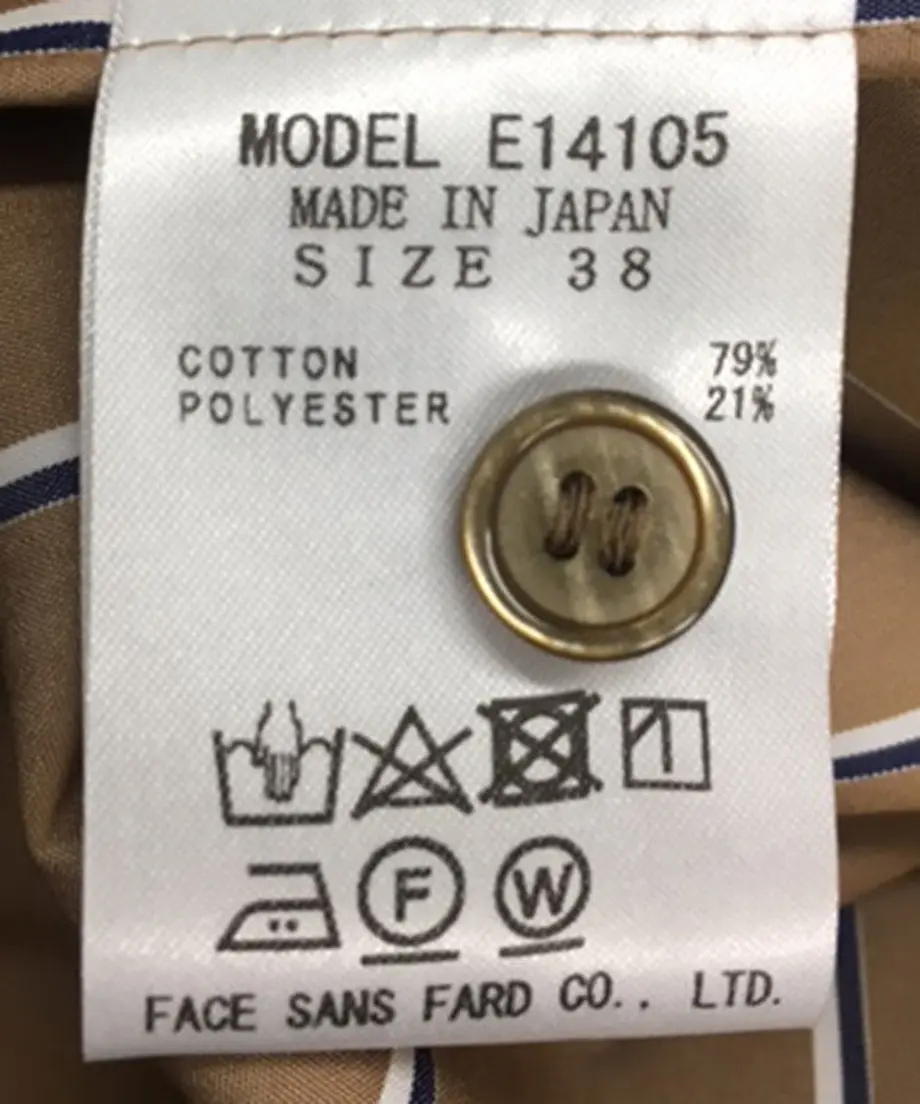 MODEL E14105
MADE IN JAPAN
SIZE 38
COTTON 79%
POLYESTER 21%
F W
FACE SANS FARD CO., LTD.